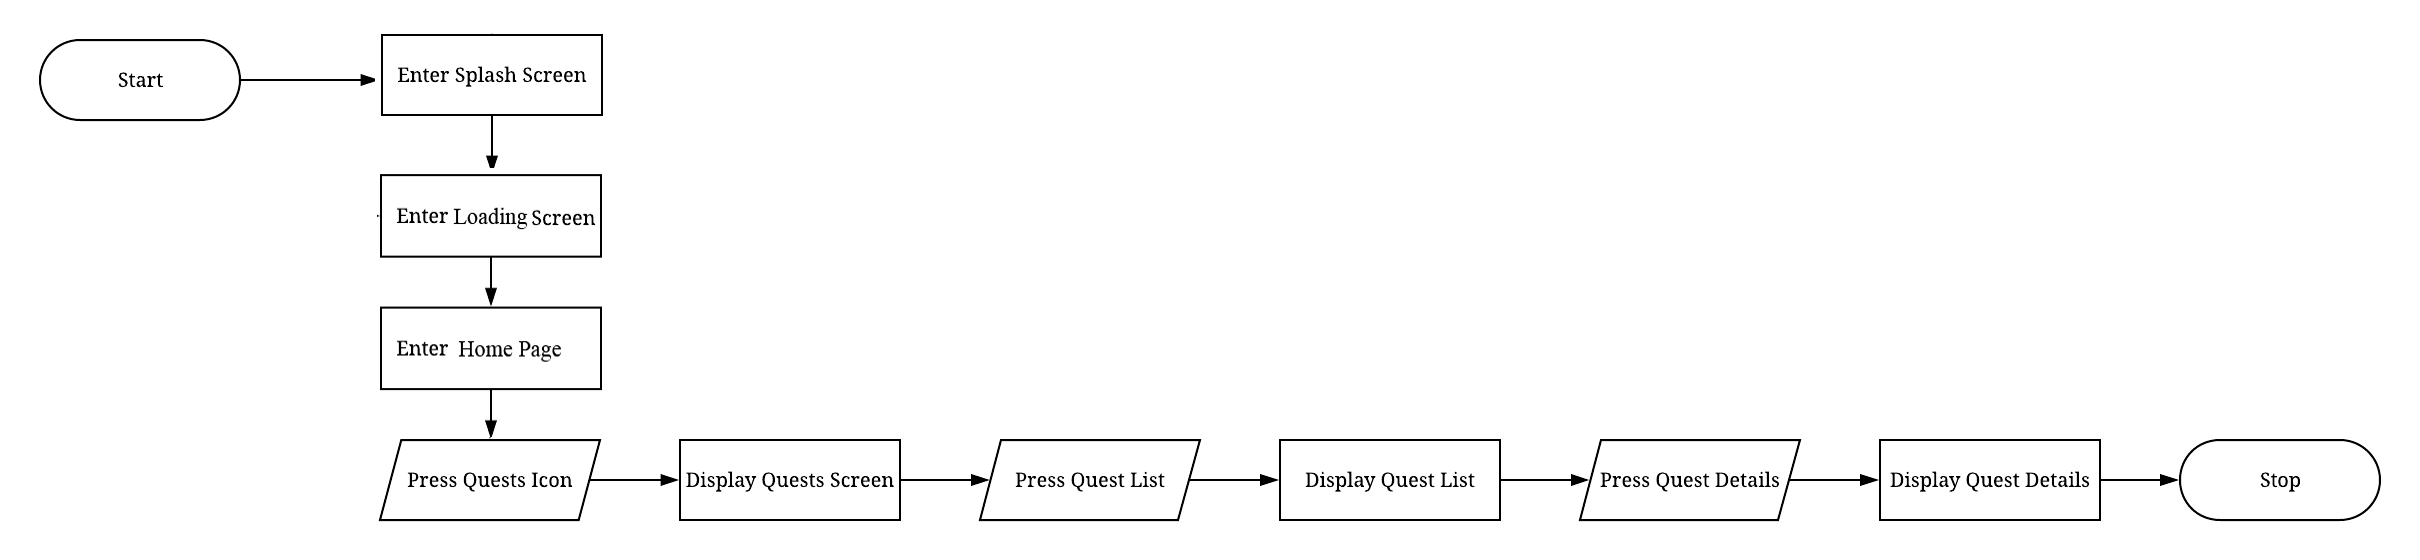 Start
Enter Splash Screen
Enter Loading Screen
Enter Home Page
Press Quests Icon
Display Quests Screen
Press Quest List
Display Quest List
Press Quest Details
Display Quest Details
Stop